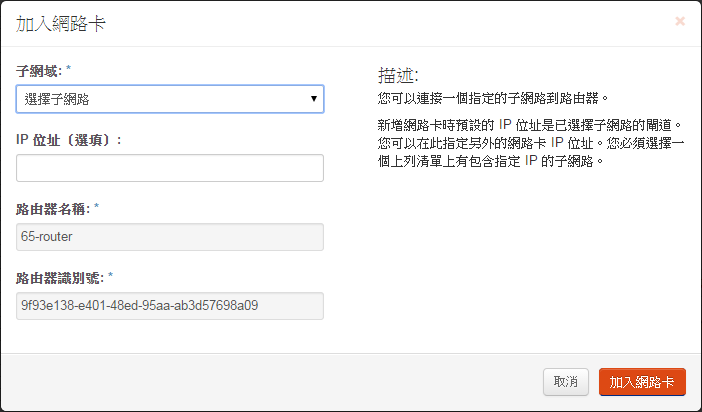 加入網路卡
×
子網域: *
選擇子網路
IP 位址〔選項〕:
路由器名稱: *
65-router
路由器識別號: *
9f93e138-e401-48ed-95aa-ab3d57698a09
描述:
您可以連接一個指定的子網路到路由器。
新增網路卡時預設的 IP 位址是已選擇子網路的閘道。
您可以在此指定另外的網路卡 IP 位址。您必須選擇一
個上列清單上有包含指定 IP 的子網路。
取消
加入網路卡